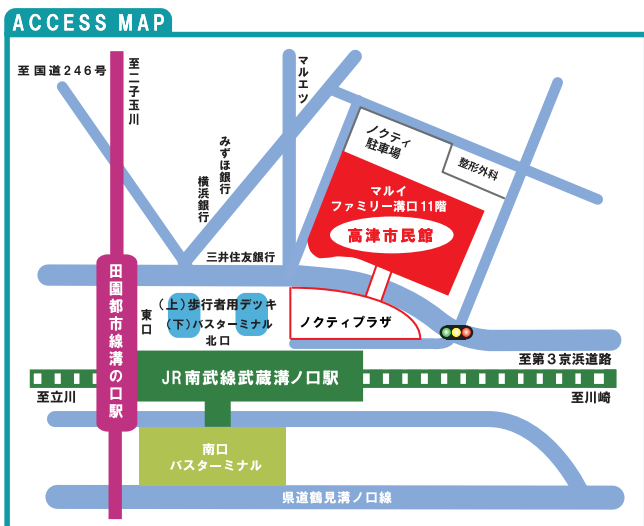 ACCESS MAP
至国道246号
至二子玉川
マルエツ
ノクティ
駐車場
整形外科
みずほ銀行
横浜銀行
マルイ
ファミリー溝口11階
高津市民館
三井住友銀行
田園都市線溝の口駅
東口
(上)歩行者用デッキ
(下)バスターミナル
北口
ノクティプラザ
至第3京浜道路
JR南武線武蔵溝ノ口駅
至立川
至川崎
南口
バスターミナル
県道鶴見溝ノ口線